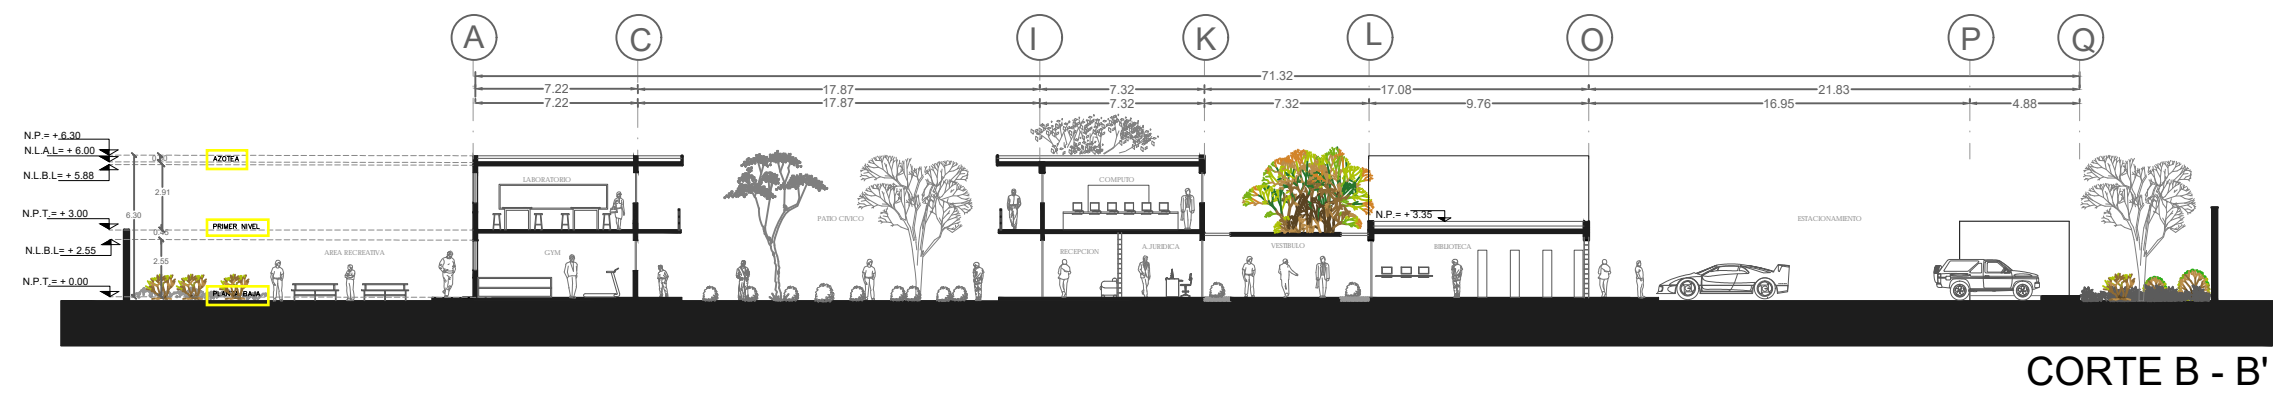 A C I K L O P Q
71.32
7.22 17.87 7.32 17.08 21.83
7.22 17.87 7.32 7.32 9.76 16.95 4.88
N.P.= + 6.30
N.L.A.L= + 6.00
N.L.B.L= + 5.88
N.P.T.= + 3.00
N.L.B.L= + 2.55
N.P.T.= + 0.00
2.91
6.30
0.45
2.55
AZOTEA
PRIMER NIVEL
PLANTA BAJA
LABORATORIO
COMPUTO
PATIO CIVICO
N.P.= + 3.35
ESTACIONAMIENTO
AREA RECREATIVA
GYM
RECEPCION
A.JURIDICA
VESTIBULO
BIBLIOTECA
CORTE B - B'